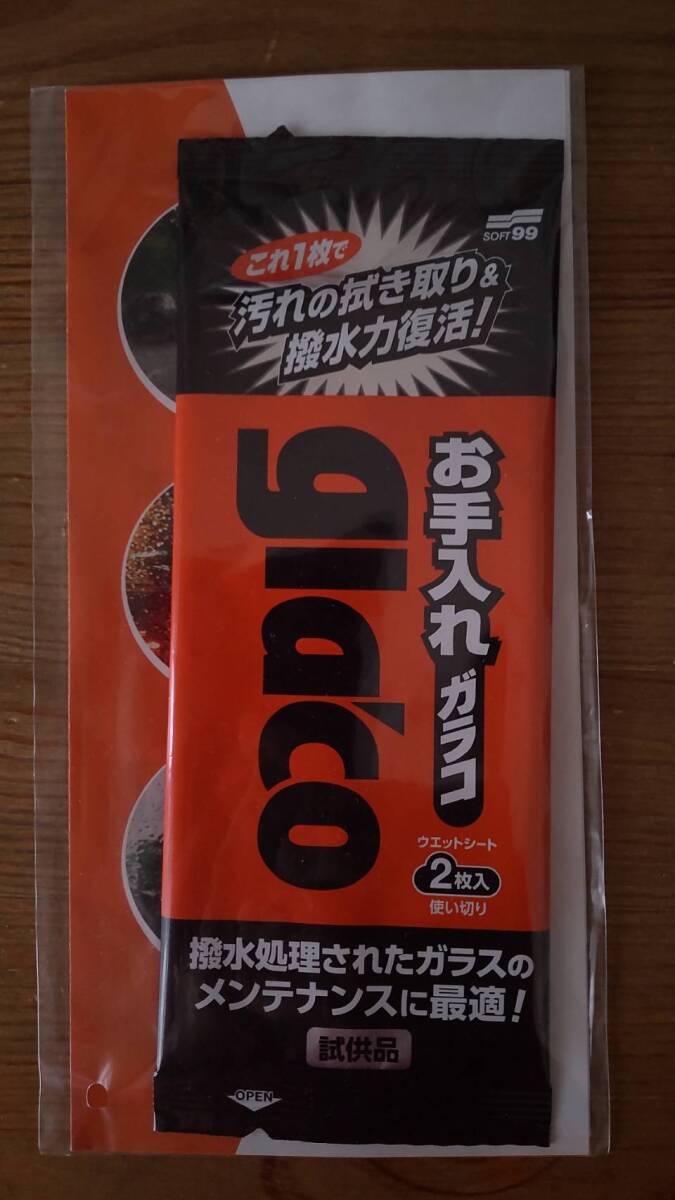 SOFT99
これ1枚で
汚れの拭き取り&
撥水力復活!
glaco
お手入れ
ガラコ
ウエットシート
2枚入
使い切り
撥水処理されたガラスの
メンテナンスに最適!
試供品
OPEN